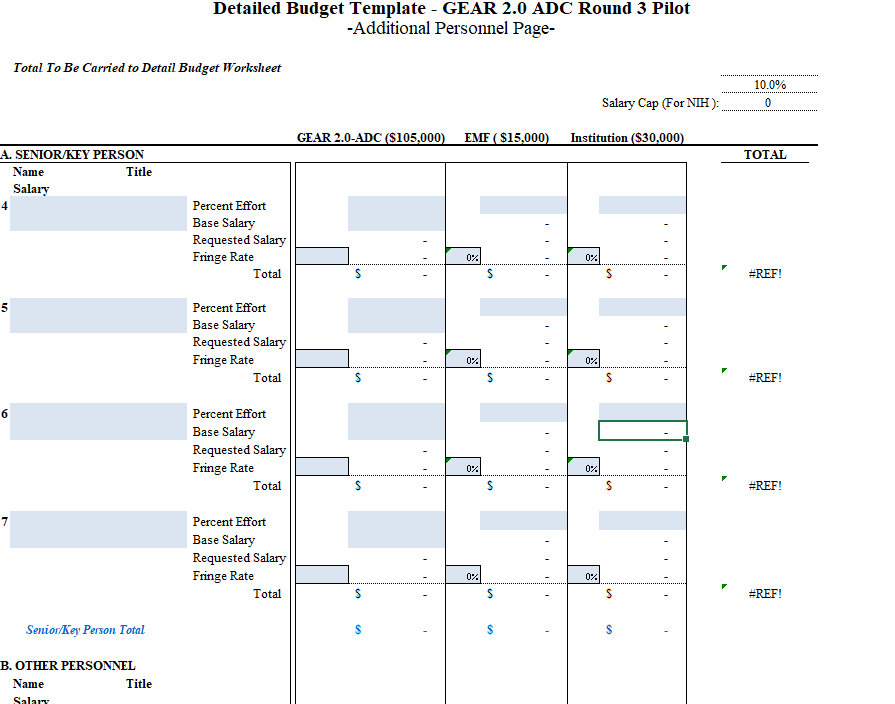 Detailed Budget Template - GEAR 2.0 ADC Round 3 Pilot
-Additional Personnel Page-
Total To Be Carried to Detail Budget Worksheet
10.0%
Salary Cap (For NIH ): 0
GEAR 2.0-ADC ($105,000) EMF ( $15,000) Institution ($30,000)
A. SENIOR/KEY PERSON TOTAL
Name Title
Salary
4 Percent Effort
Base Salary - -
Requested Salary - - -
Fringe Rate - 0% - 0% -
Total $ - $ - $ - #REF!
5 Percent Effort
Base Salary - -
Requested Salary - - -
Fringe Rate - 0% - 0% -
Total $ - $ - $ - #REF!
6 Percent Effort
Base Salary - -
Requested Salary - - -
Fringe Rate - 0% - 0% -
Total $ - $ - $ - #REF!
7 Percent Effort
Base Salary - -
Requested Salary - - -
Fringe Rate - 0% - 0% -
Total $ - $ - $ - #REF!
Senior/Key Person Total $ - $ - $ -
B. OTHER PERSONNEL
Name Title
Salary